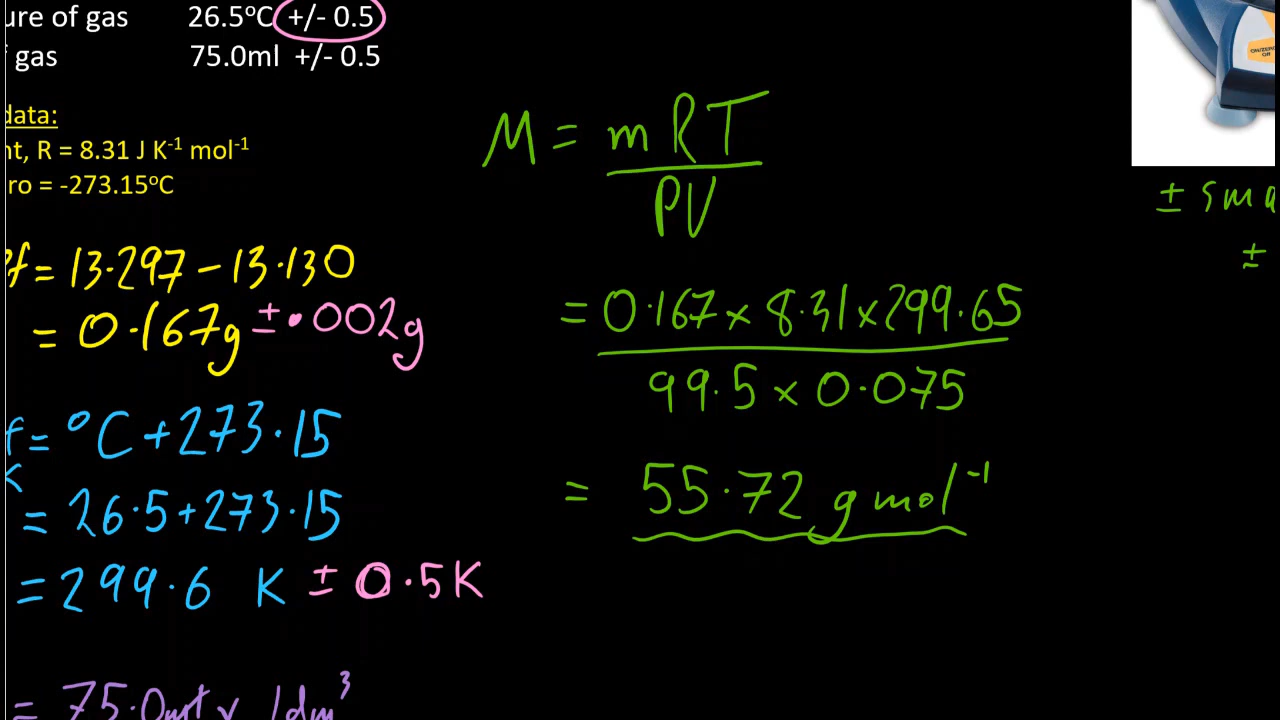 ure of gas 26.5°C +/- 0.5
gas 75.0ml +/- 0.5
data:
nt, R = 8.31 J K⁻¹ mol⁻¹
ro = -273.15°C
f = 13.297 - 13.130
= 0.167g ± .002g
= °C + 273.15
K
= 26.5 + 273.15
= 299.6 K ± 0.5K
= 75.0ml x 1dm³
M = mRT
PV
= 0.167 x 8.31 x 299.65
99.5 x 0.075
= 55.72 g mol⁻¹
ON/ZERO
OFF
± sma
±